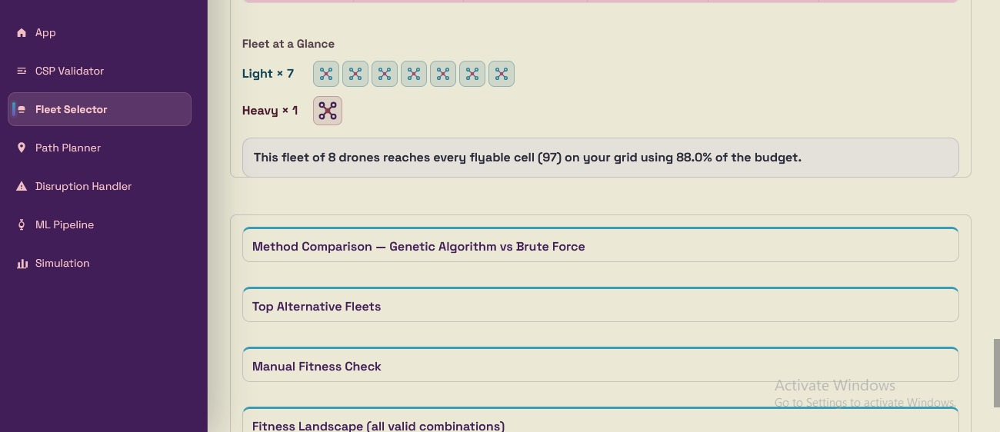 App
CSP Validator
Fleet Selector
Path Planner
Disruption Handler
ML Pipeline
Simulation
Fleet at a Glance
Light × 7
Heavy × 1
This fleet of 8 drones reaches every flyable cell (97) on your grid using 88.0% of the budget.
Method Comparison — Genetic Algorithm vs Brute Force
Top Alternative Fleets
Manual Fitness Check
Fitness Landscape (all valid combinations)
Activate Windows
Go to Settings to activate Windows.